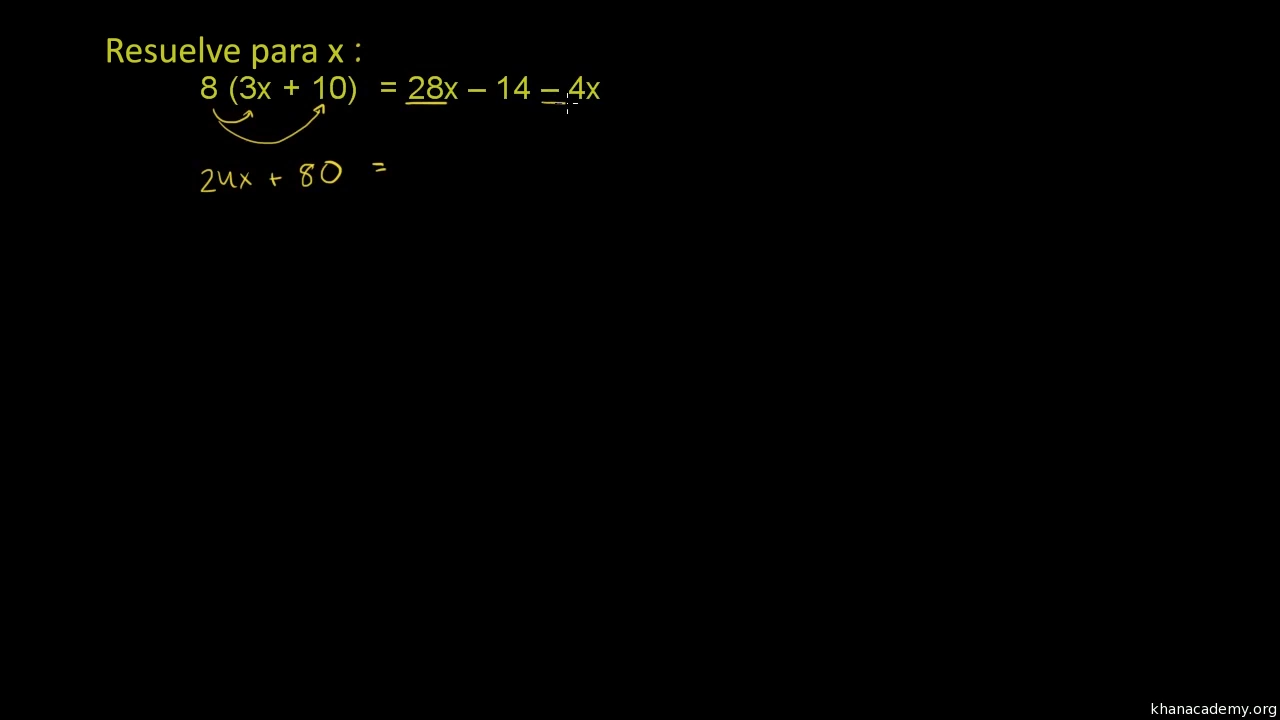 Resuelve para x :
8 (3x + 10) = 28x – 14 – 4x
24x + 80 =
khanacademy.org